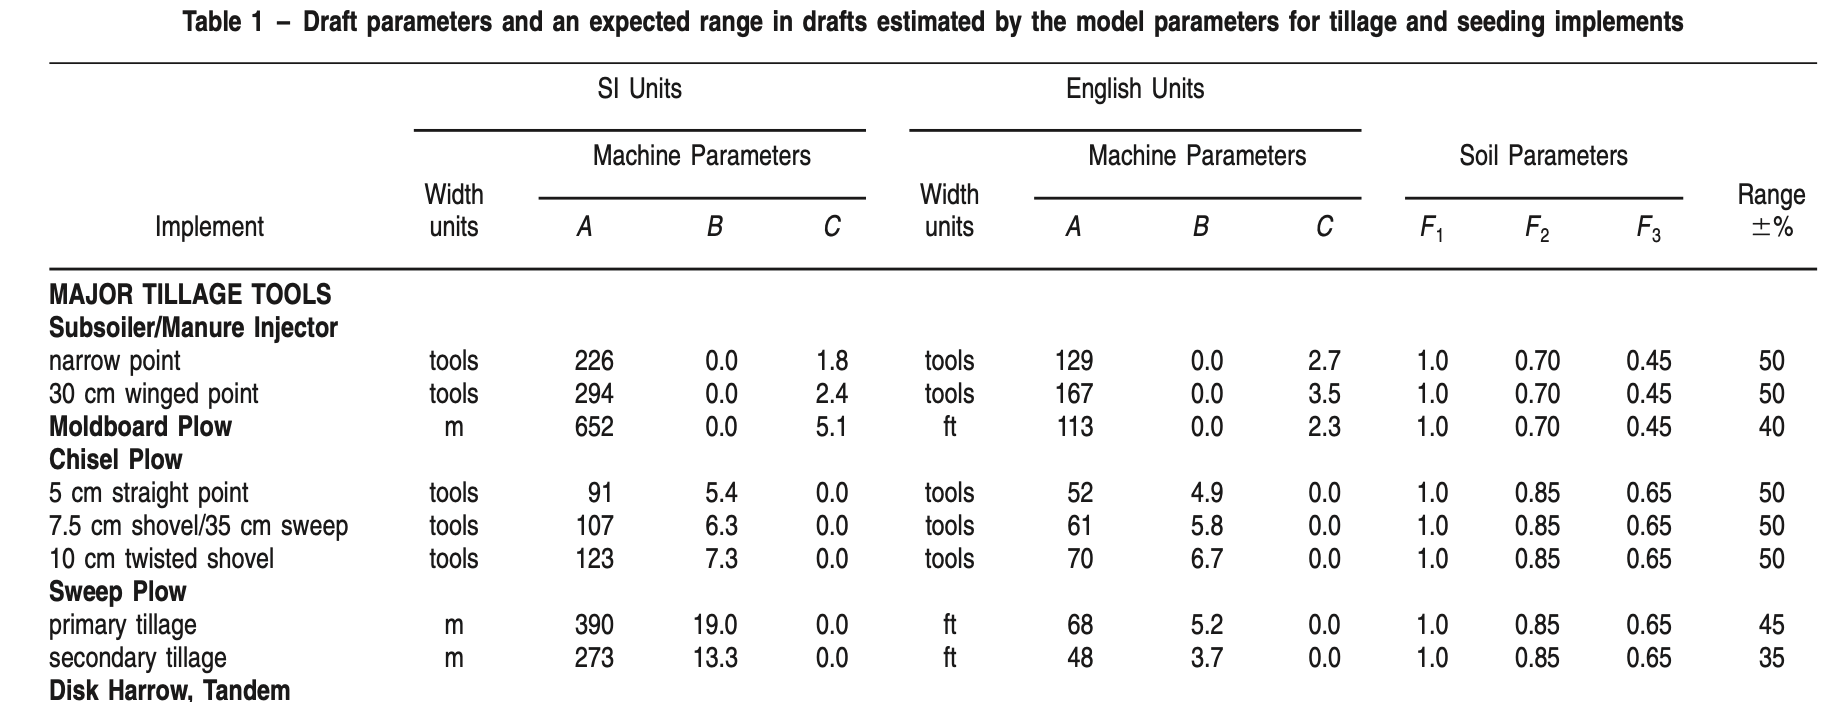 Table 1 – Draft parameters and an expected range in drafts estimated by the model parameters for tillage and seeding implements
SI Units English Units
Machine Parameters Machine Parameters Soil Parameters
Width Width Range
Implement units A B C units A B C F1 F2 F3 ±%
MAJOR TILLAGE TOOLS
Subsoiler/Manure Injector
narrow point tools 226 0.0 1.8 tools 129 0.0 2.7 1.0 0.70 0.45 50
30 cm winged point tools 294 0.0 2.4 tools 167 0.0 3.5 1.0 0.70 0.45 50
Moldboard Plow m 652 0.0 5.1 ft 113 0.0 2.3 1.0 0.70 0.45 40
Chisel Plow
5 cm straight point tools 91 5.4 0.0 tools 52 4.9 0.0 1.0 0.85 0.65 50
7.5 cm shovel/35 cm sweep tools 107 6.3 0.0 tools 61 5.8 0.0 1.0 0.85 0.65 50
10 cm twisted shovel tools 123 7.3 0.0 tools 70 6.7 0.0 1.0 0.85 0.65 50
Sweep Plow
primary tillage m 390 19.0 0.0 ft 68 5.2 0.0 1.0 0.85 0.65 45
secondary tillage m 273 13.3 0.0 ft 48 3.7 0.0 1.0 0.85 0.65 35
Disk Harrow, Tandem